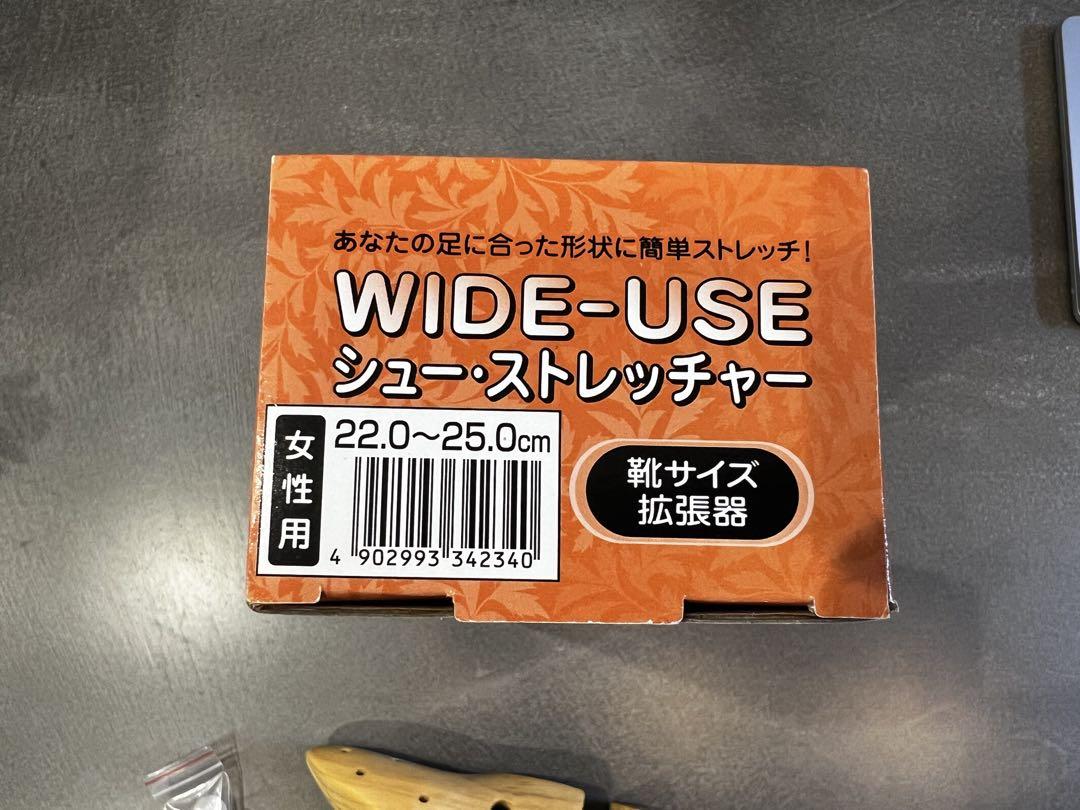 あなたの足に合った形状に簡単ストレッチ!
WIDE-USE
シュー・ストレッチャー
女性用
22.0〜25.0cm
4 902993 342340
靴サイズ
拡張器